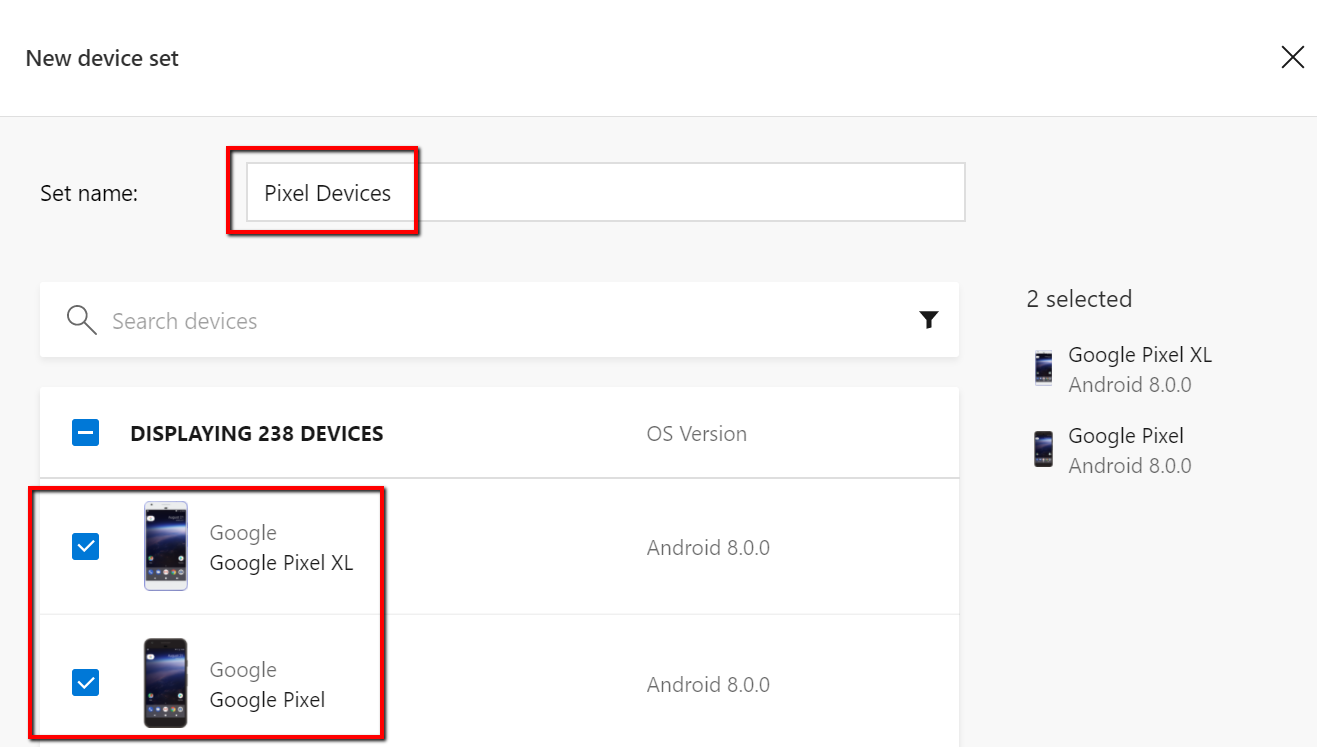 New device set
Set name:
Pixel Devices
Search devices
2 selected
Google Pixel XL
Android 8.0.0
Google Pixel
Android 8.0.0
DISPLAYING 238 DEVICES
OS Version
Google
Google Pixel XL
Android 8.0.0
Google
Google Pixel
Android 8.0.0